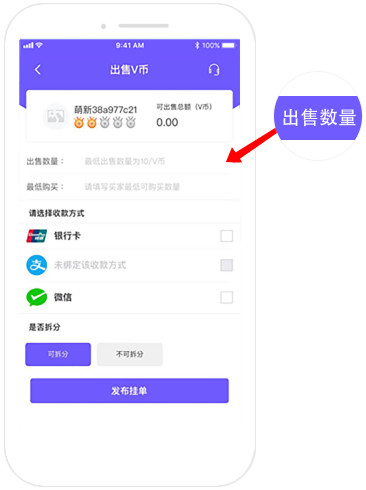 9:41 AM
100%
出售V币
萌新38a977c21
可出售总额（V币）
0.00
出售数量：
最低出售数量为10/V币
出售数量
最低购买：
请填写买家最低可购买数量
请选择收款方式
银行卡
未绑定该收款方式
微信
是否拆分
可拆分
不可拆分
发布挂单